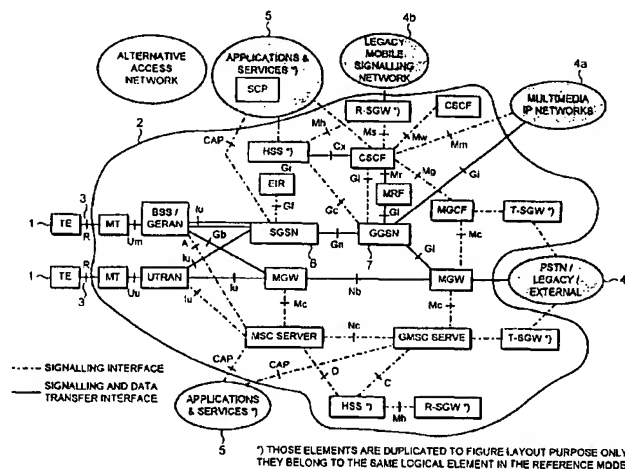 5
4b
ALTERNATIVE
ACCESS
NETWORK
APPLICATIONS &
SERVICES *)
SCP
LEGACY
MOBILE
SIGNALLING
NETWORK
4a
MULTIMEDIA
IP NETWORKS
2
CAP
Mh
R-SGW *)
CSCF
Ms
Mw
Mm
HSS *)
Cx
CSCF
Gr
Gi
Mr
Mg
Gi
EIR
MRF
Gf
Gc
Gi
MGCF
T-SGW *)
1
TE
3
R
MT
Um
BSS /
GERAN
Iu
Gb
A
Iu
SGSN
6
Gn
GGSN
7
Gi
Mc
1
TE
R
3
MT
Uu
UTRAN
Iu
Iu
MGW
Nb
MGW
PSTN /
LEGACY /
EXTERNAL
4
Mc
Mc
MSC SERVER
Nc
GMSC SERVE
T-SGW *)
CAP
CAP
D
C
SIGNALLING INTERFACE
SIGNALLING AND DATA
TRANSFER INTERFACE
APPLICATIONS
& SERVICES *)
5
HSS *)
Mh
R-SGW *)
*) THOSE ELEMENTS ARE DUPLICATED TO FIGURE LAYOUT PURPOSE ONLY
THEY BELONG TO THE SAME LOGICAL ELEMENT IN THE REFERENCE MODE